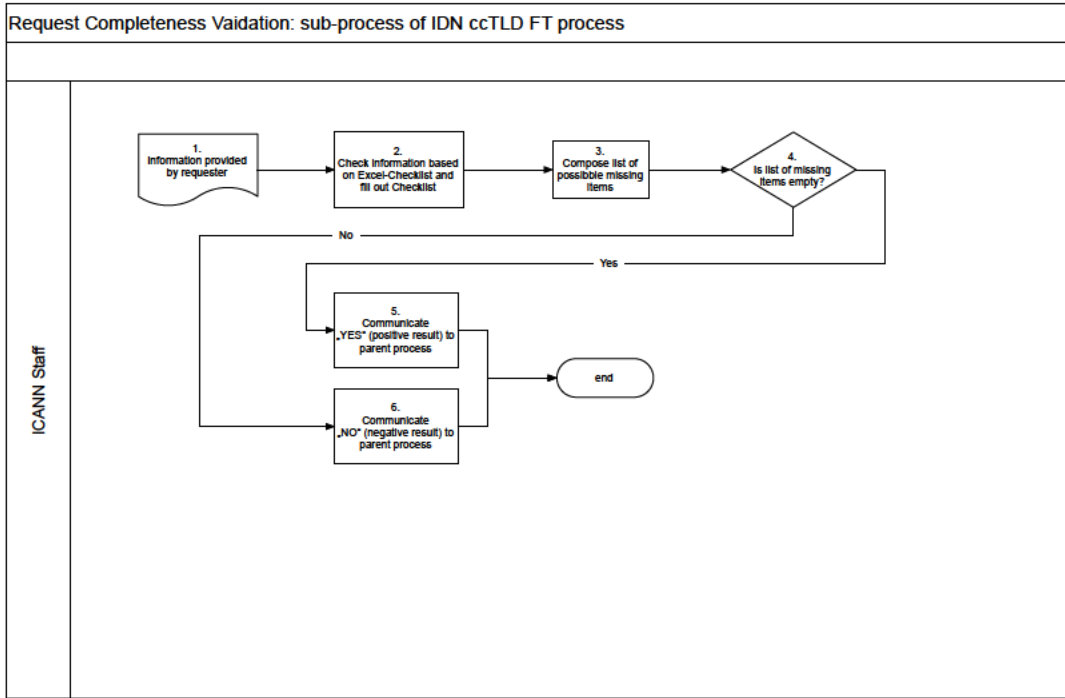 Request Completeness Vaidation: sub-process of IDN ccTLD FT process
ICANN Staff
1.
Information provided
by requester
2.
Check information based
on Excel-Checklist and
fill out Checklist
3.
Compose list of
possibble missing
items
4.
Is list of missing
items empty?
No
Yes
5.
Communicate
„YES“ (positive result) to
parent process
end
6.
Communicate
„NO“ (negative result) to
parent process